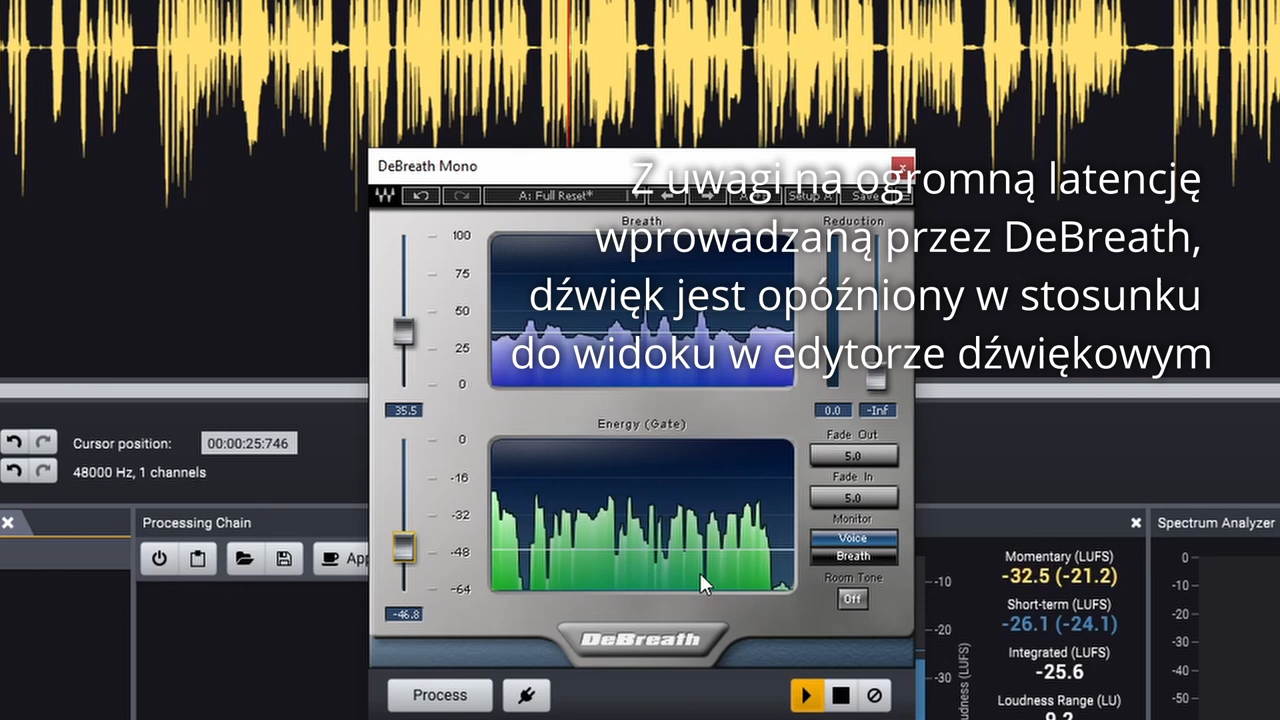 DeBreath Mono
Z uwagi na ogromną latencję
wprowadzaną przez DeBreath,
dźwięk jest opóźniony w stosunku
do widoku w edytorze dźwiękowym
A: Full Reset*
Setup A
Save
Breath
Reduction
100
75
50
25
0
35.5
0.0
-Inf
Energy (Gate)
0
-16
-32
-48
-64
-46.8
Fade Out
5.0
Fade In
5.0
Monitor
Voice
Breath
Room Tone
Off
DeBreath
Process
Cursor position:
00:00:25:746
48000 Hz, 1 channels
Processing Chain
-10
-20
-30
Momentary (LUFS)
-32.5 (-21.2)
Short-term (LUFS)
-26.1 (-24.1)
Integrated (LUFS)
-25.6
Loudness Range (LU)
9.2
Spectrum Analyzer
0
-10
-20
-30
-40
-50